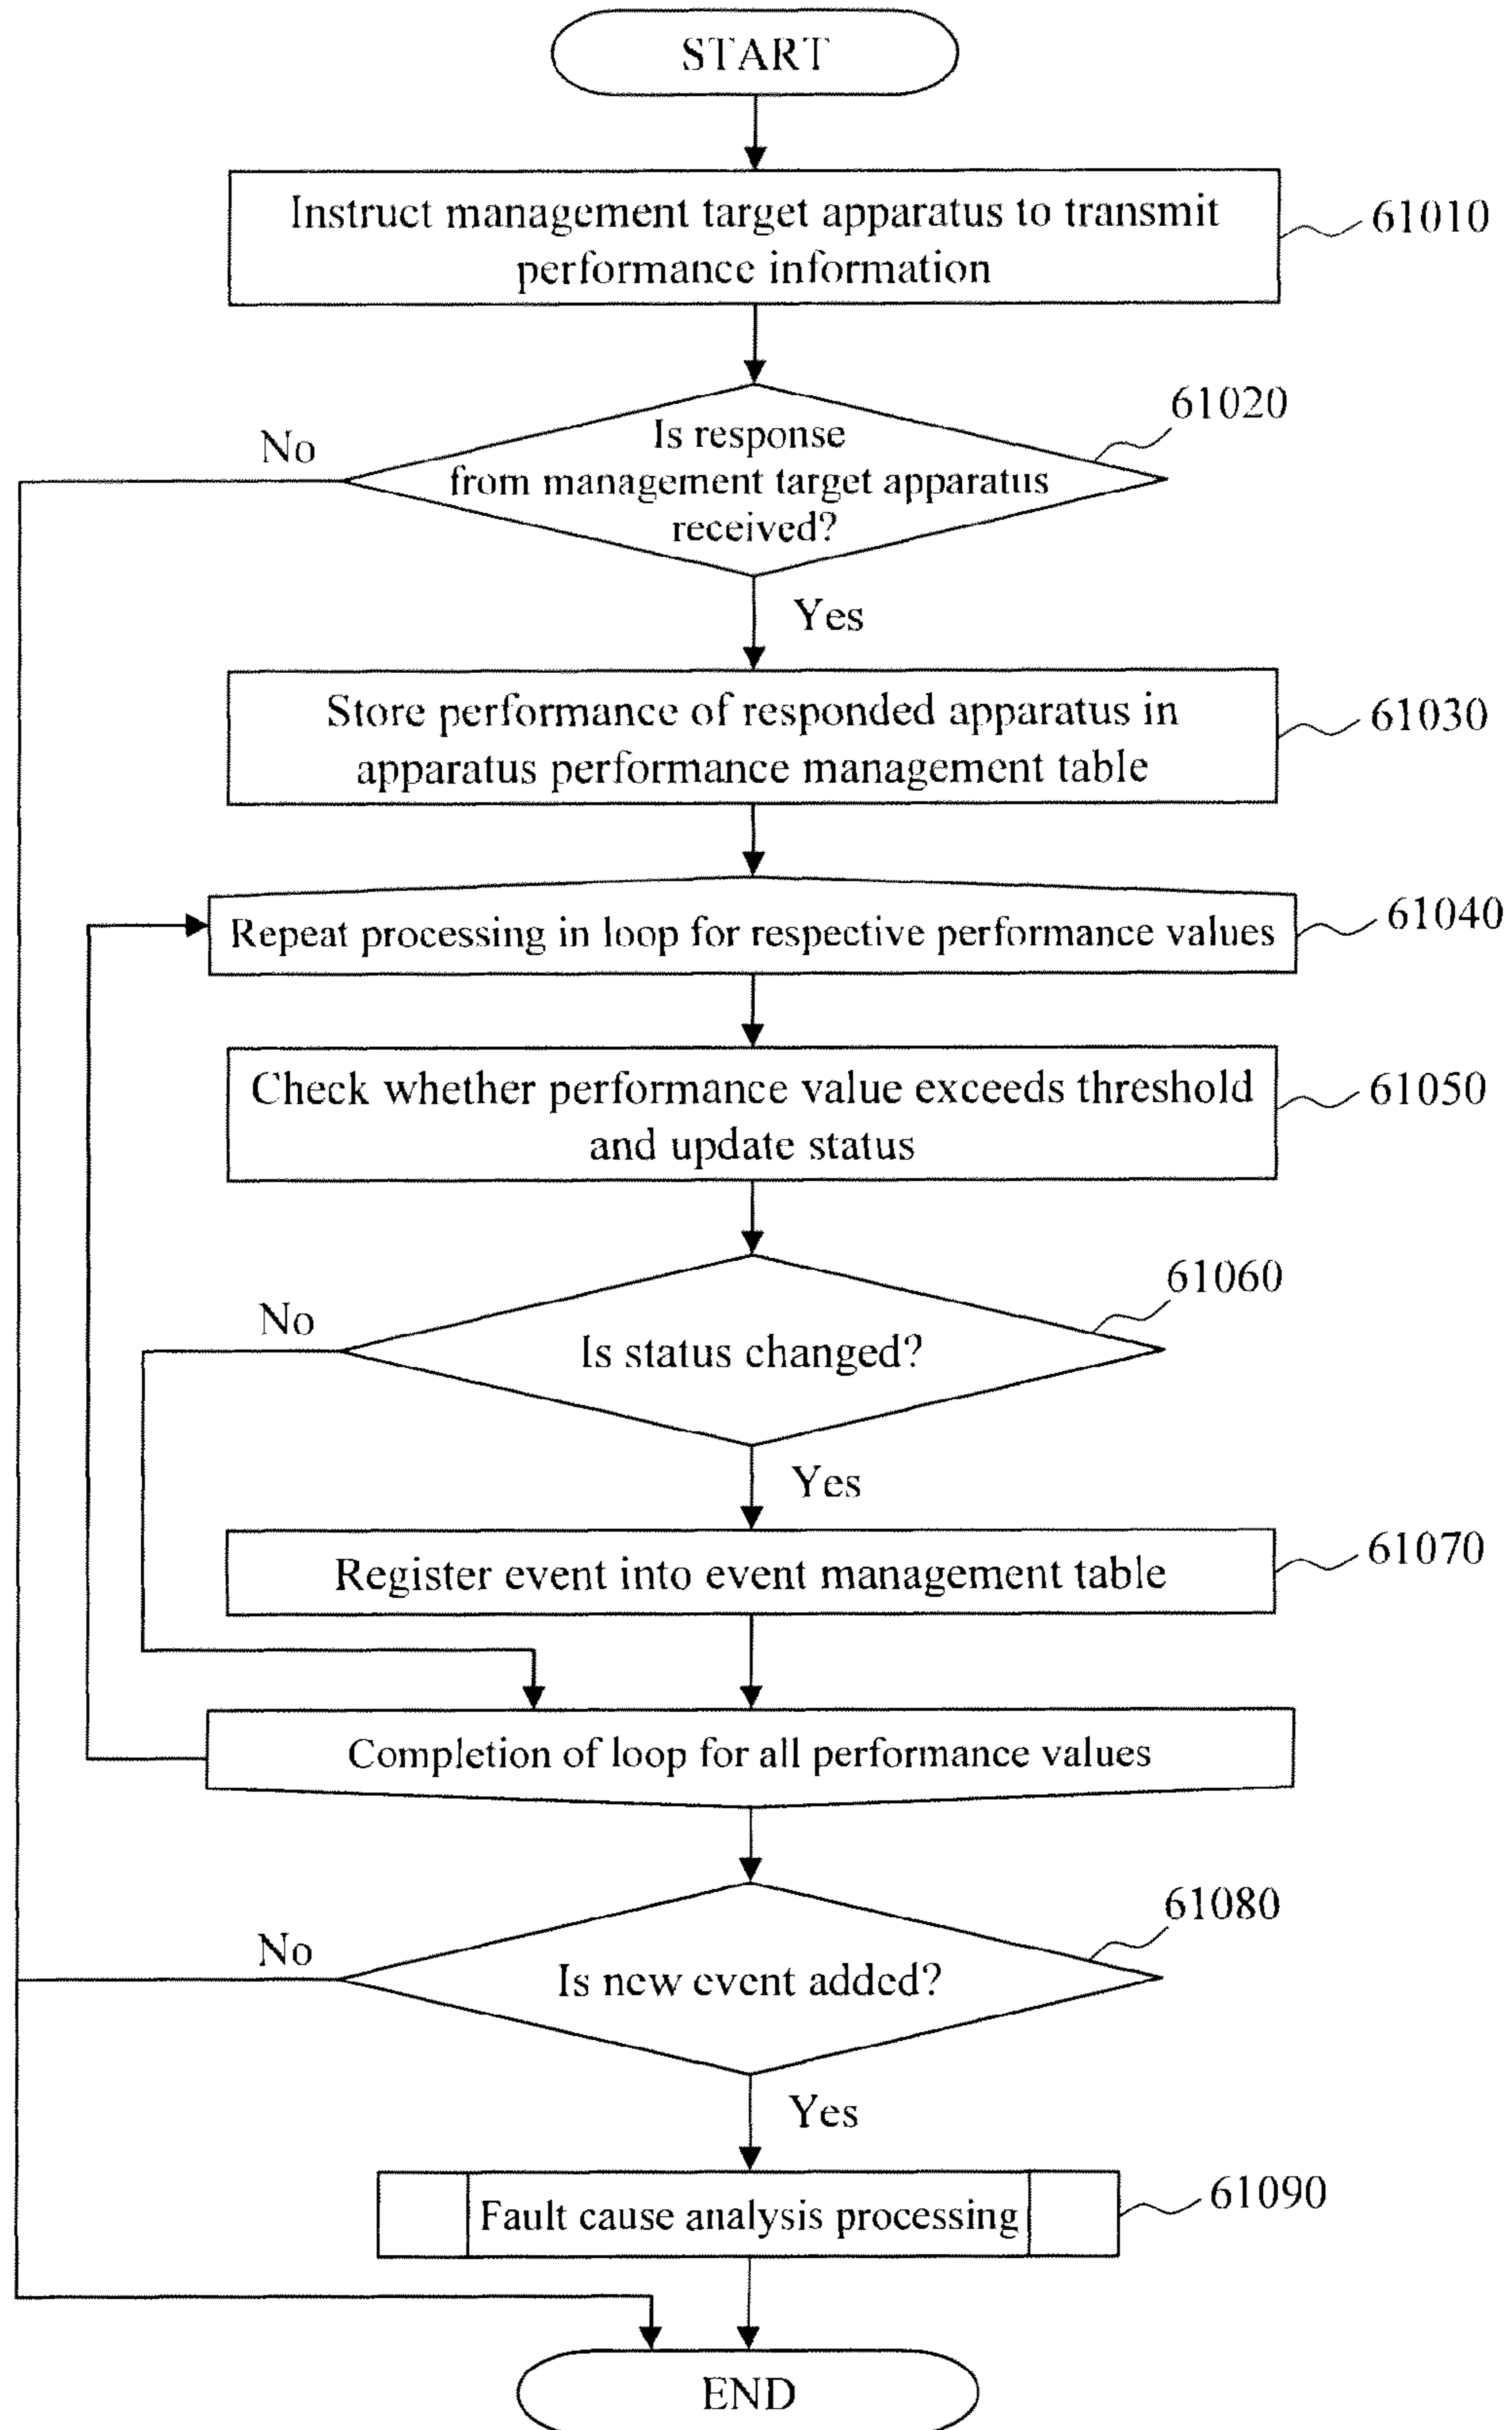 START
Instruct management target apparatus to transmit
performance information
61010
61020
No
Is response
from management target apparatus
received?
Yes
Store performance of responded apparatus in
apparatus performance management table
61030
Repeat processing in loop for respective performance values
61040
Check whether performance value exceeds threshold
and update status
61050
61060
No
Is status changed?
Yes
Register event into event management table
61070
Completion of loop for all performance values
61080
No
Is new event added?
Yes
Fault cause analysis processing
61090
END